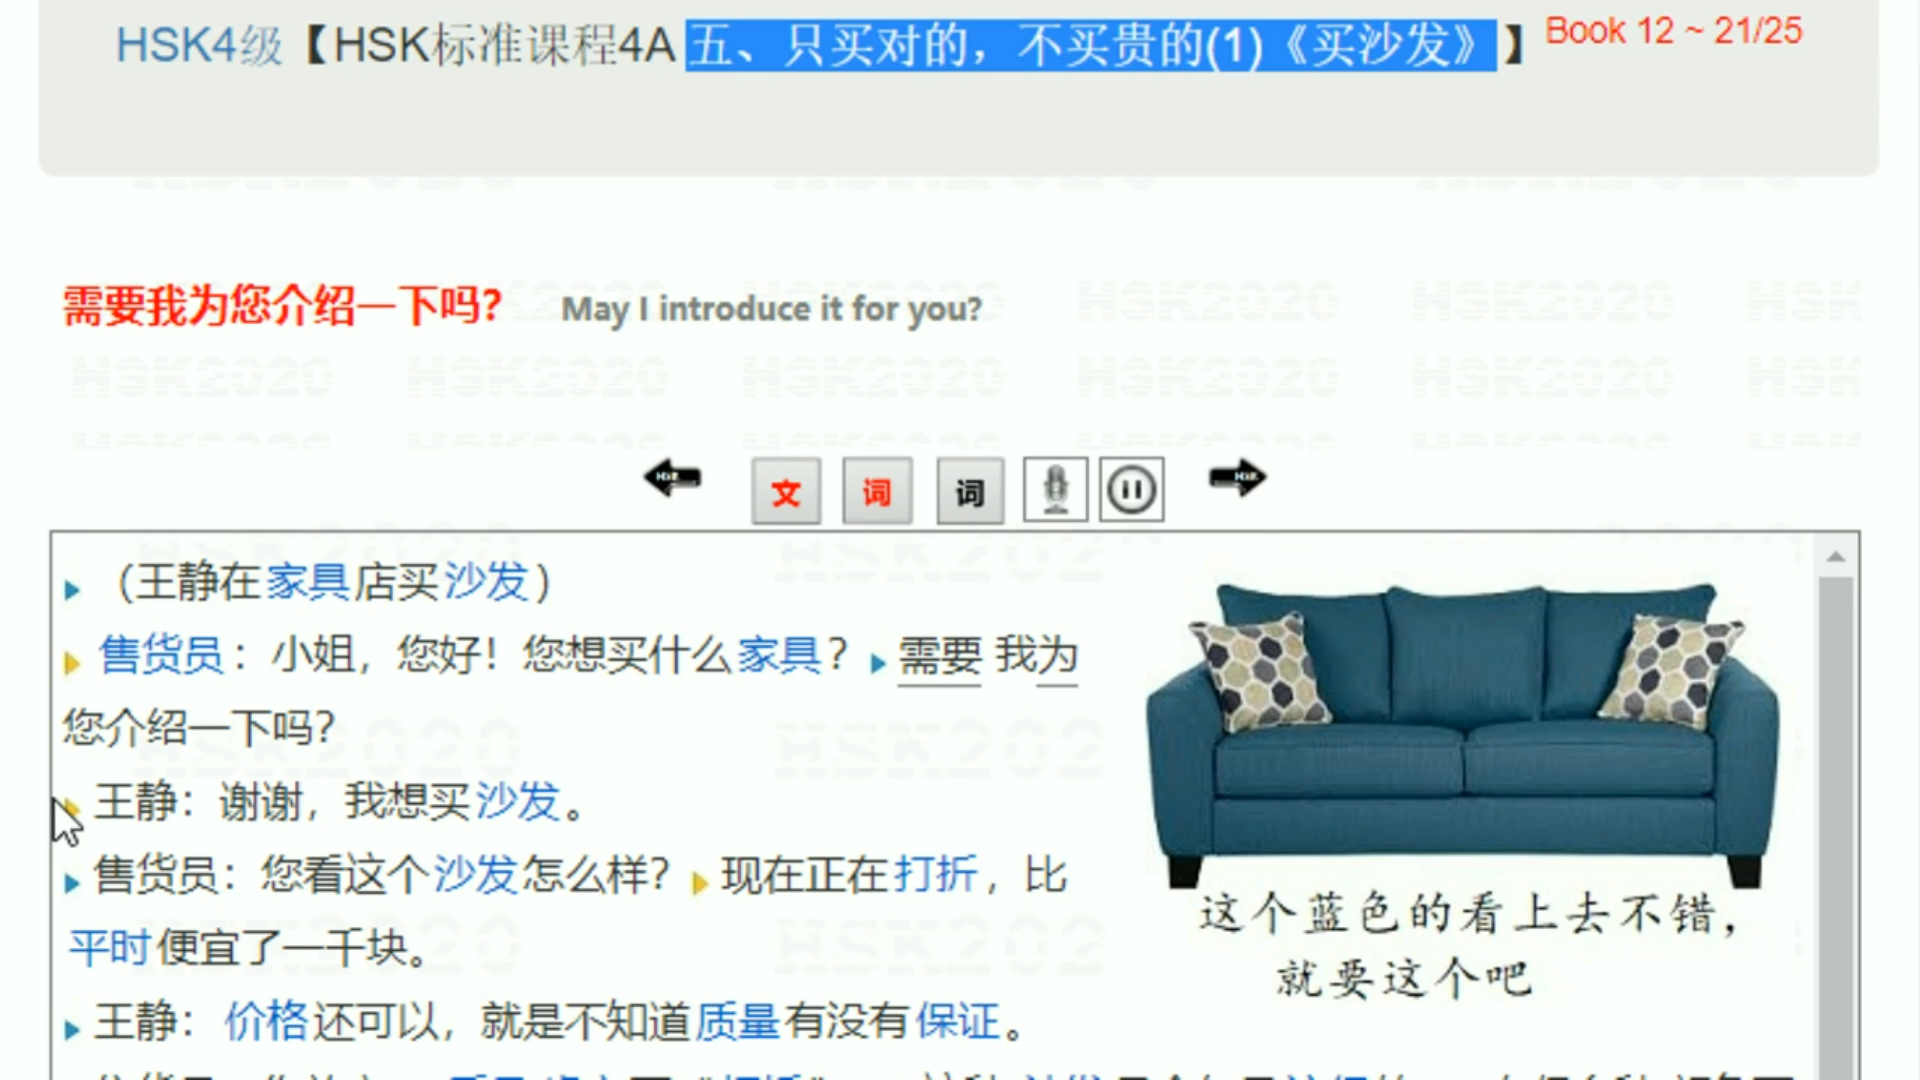 HSK4级【HSK标准课程4A 五、只买对的，不买贵的(1)《买沙发》】 Book 12 ~ 21/25
需要我为您介绍一下吗? May I introduce it for you?
文 词 词
（王静在家具店买沙发）
售货员：小姐，您好！您想买什么家具？ 需要 我为
您介绍一下吗?
王静：谢谢，我想买沙发。
售货员：您看这个沙发怎么样? 现在正在打折，比
平时便宜了一千块。
王静：价格还可以，就是不知道质量有没有保证。
这个蓝色的看上去不错，
就要这个吧